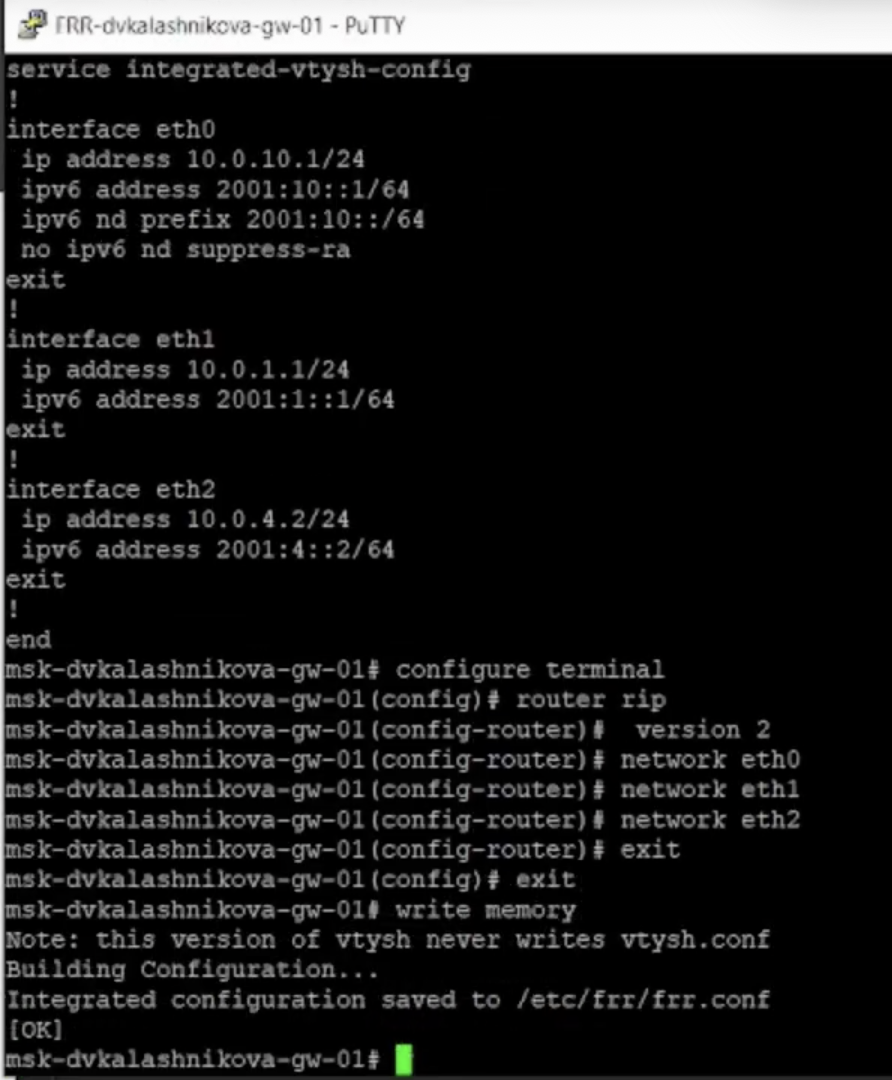 FRR-dvkalashnikova-gw-01 - PuTTY
service integrated-vtysh-config
!
interface eth0
 ip address 10.0.10.1/24
 ipv6 address 2001:10::1/64
 ipv6 nd prefix 2001:10::/64
 no ipv6 nd suppress-ra
exit
!
interface eth1
 ip address 10.0.1.1/24
 ipv6 address 2001:1::1/64
exit
!
interface eth2
 ip address 10.0.4.2/24
 ipv6 address 2001:4::2/64
exit
!
end
msk-dvkalashnikova-gw-01# configure terminal
msk-dvkalashnikova-gw-01(config)# router rip
msk-dvkalashnikova-gw-01(config-router)#  version 2
msk-dvkalashnikova-gw-01(config-router)# network eth0
msk-dvkalashnikova-gw-01(config-router)# network eth1
msk-dvkalashnikova-gw-01(config-router)# network eth2
msk-dvkalashnikova-gw-01(config-router)# exit
msk-dvkalashnikova-gw-01(config)# exit
msk-dvkalashnikova-gw-01# write memory
Note: this version of vtysh never writes vtysh.conf
Building Configuration...
Integrated configuration saved to /etc/frr/frr.conf
[OK]
msk-dvkalashnikova-gw-01#